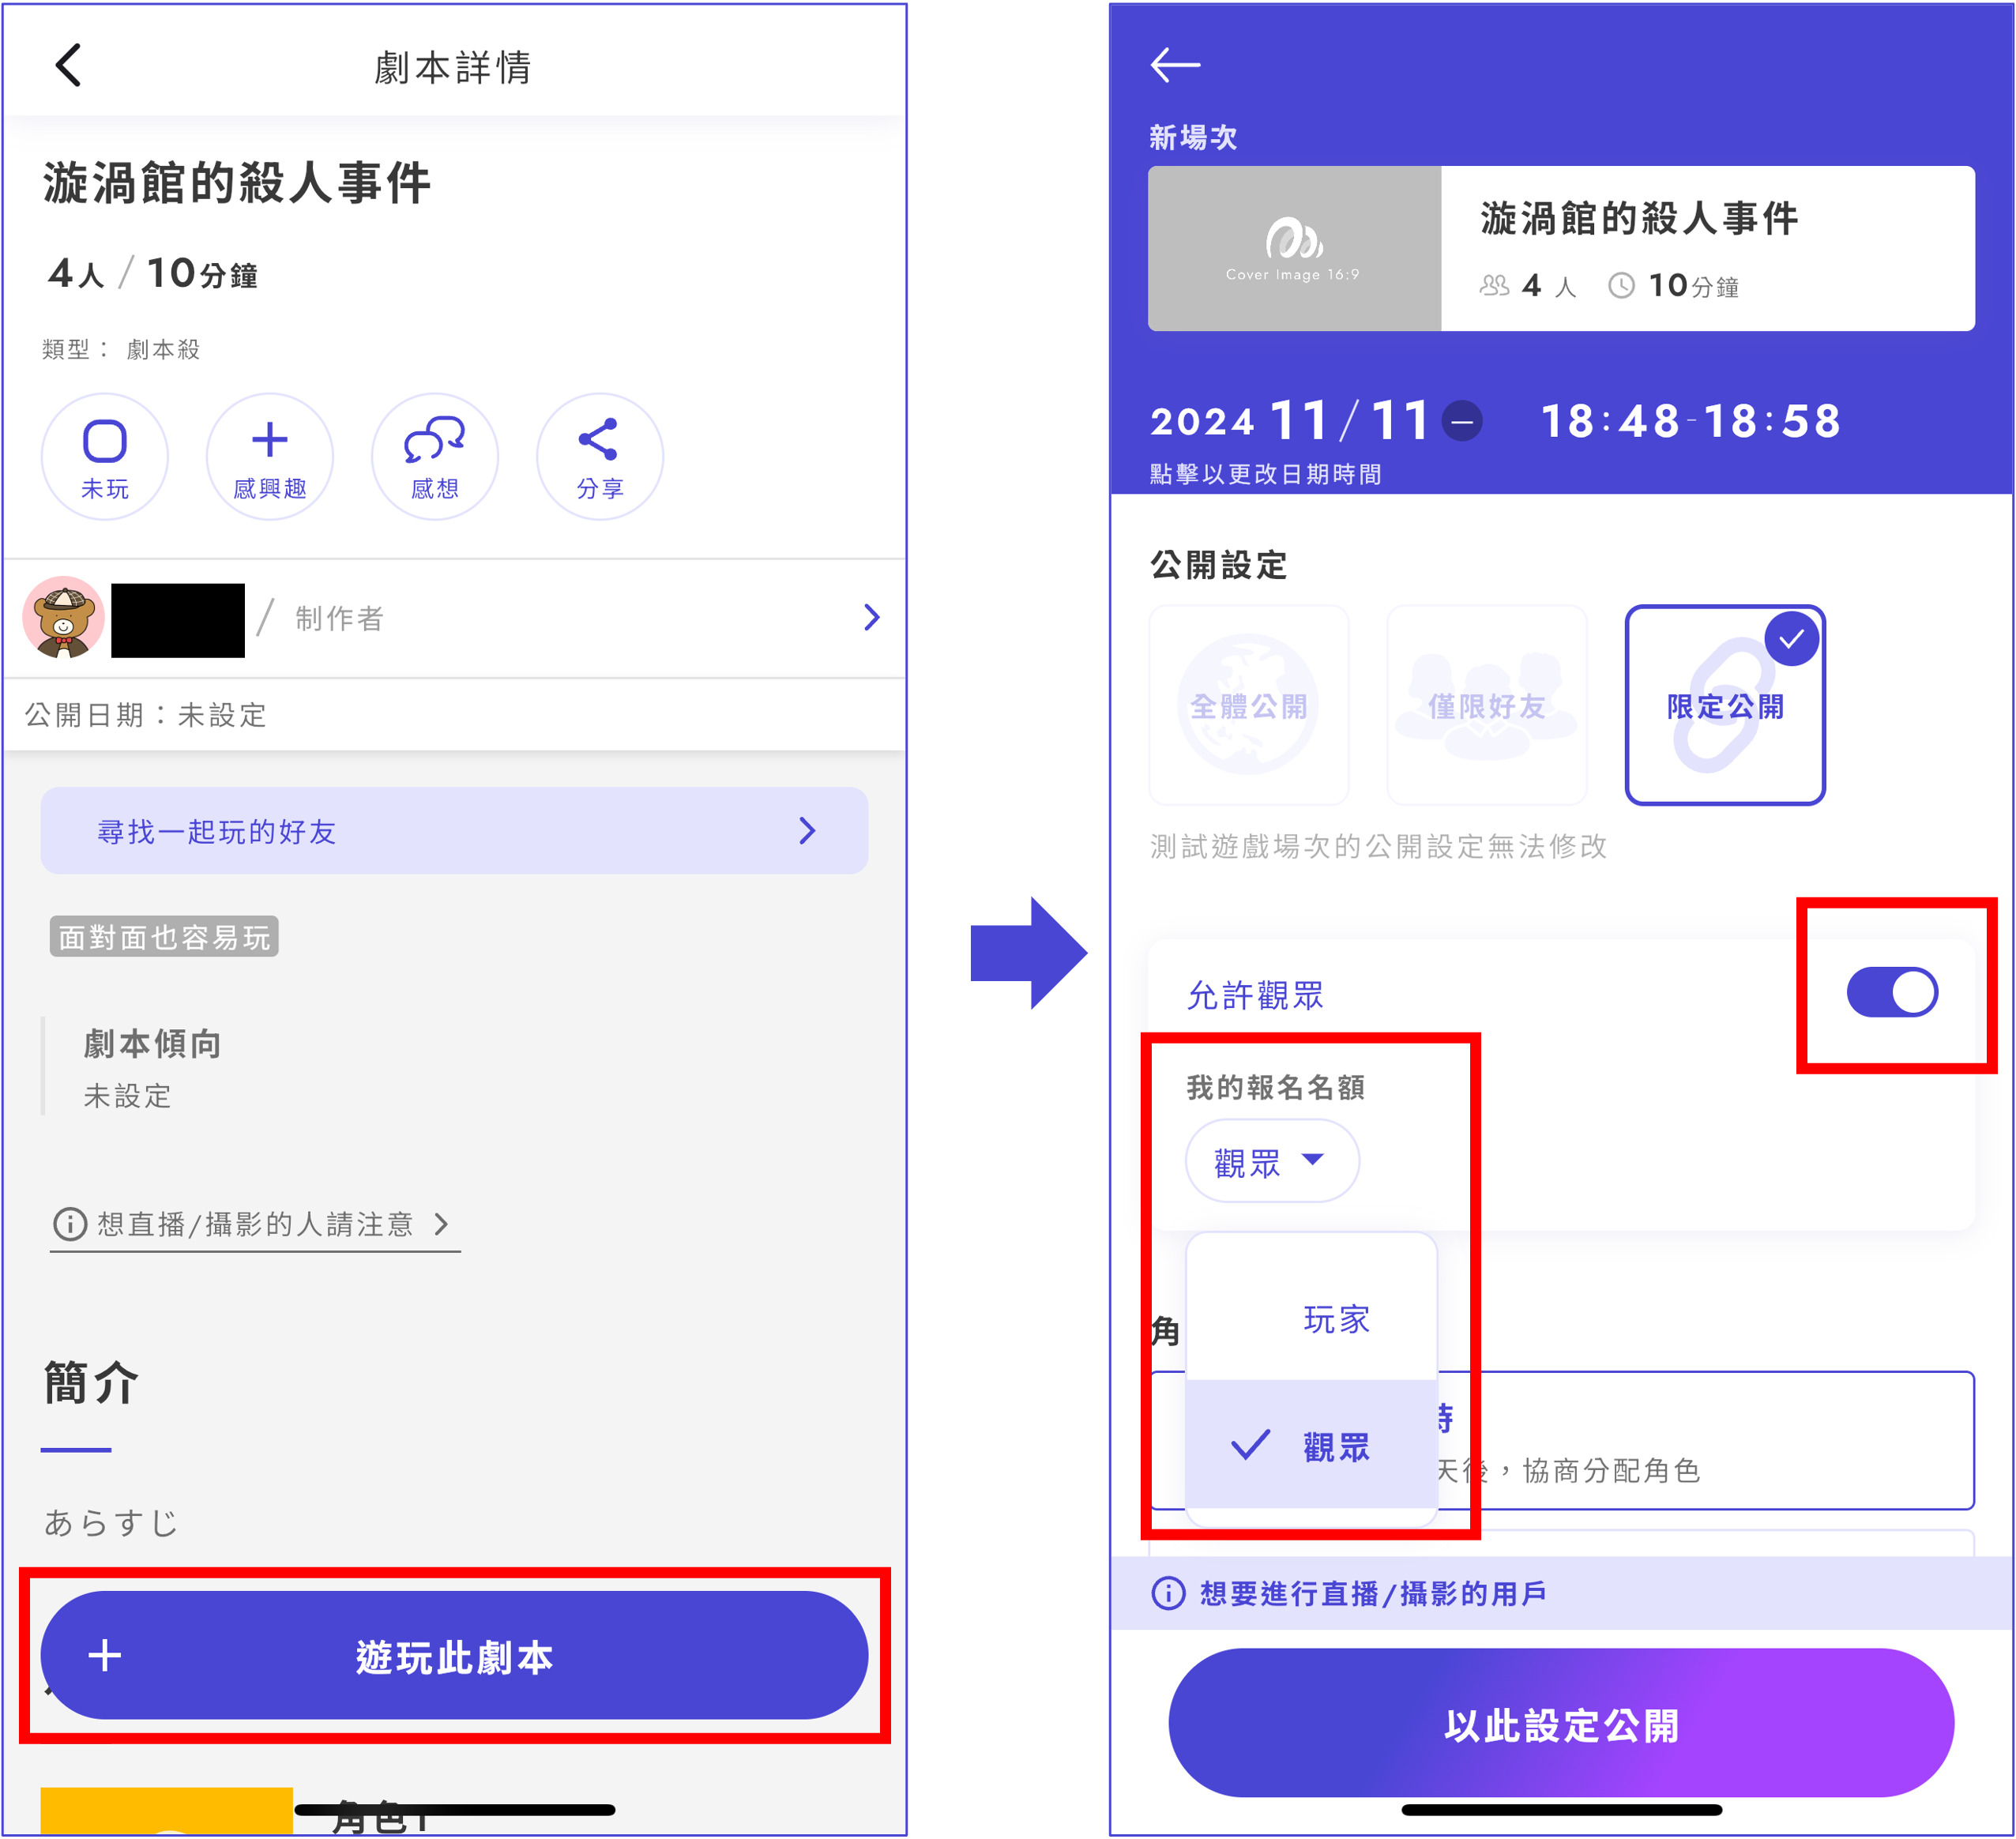 劇本詳情
漩渦館的殺人事件
4人 / 10分鐘
類型： 劇本殺
未玩
感興趣
感想
分享
/ 制作者
公開日期：未設定
尋找一起玩的好友
面對面也容易玩
劇本傾向
未設定
想直播/攝影的人請注意
簡介
あらすじ
遊玩此劇本
角色1
新場次
Cover Image 16:9
漩渦館的殺人事件
4 人 10分鐘
2024 11/11 18:48-18:58
點擊以更改日期時間
公開設定
全體公開
僅限好友
限定公開
測試遊戲場次的公開設定無法修改
允許觀眾
我的報名名額
觀眾
玩家
角
觀眾
天後，協商分配角色
想要進行直播/攝影的用戶
以此設定公開